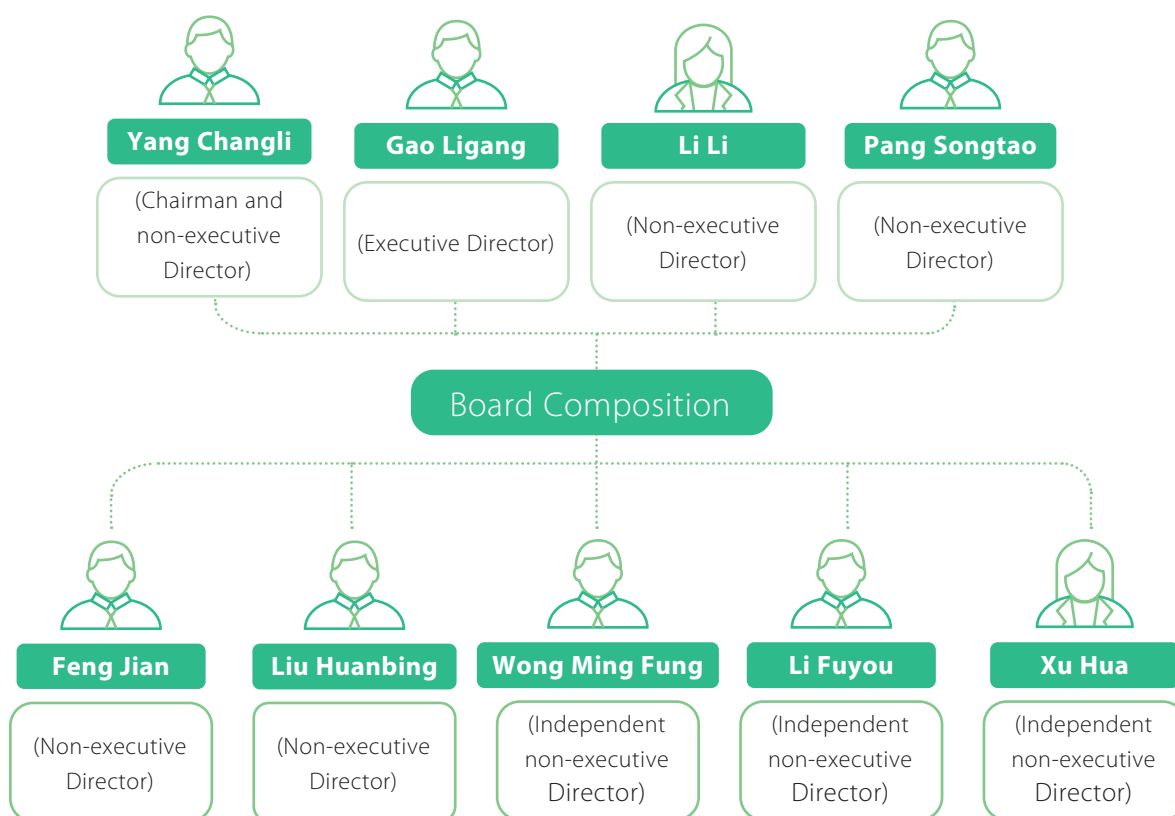 Yang Changli
Gao Ligang
Li Li
Pang Songtao
(Chairman and
non-executive
Director)
(Executive Director)
(Non-executive
Director)
(Non-executive
Director)
Board Composition
Feng Jian
Liu Huanbing
Wong Ming Fung
Li Fuyou
Xu Hua
(Non-executive
Director)
(Non-executive
Director)
(Independent
non-executive
Director)
(Independent
non-executive
Director)
(Independent
non-executive
Director)